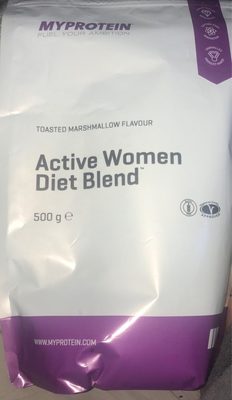 MYPROTEIN
FUEL YOUR AMBITION
TOASTED MARSHMALLOW FLAVOUR
Active Women
Diet Blend™
500 g ℮
WWW.MYPROTEIN.COM